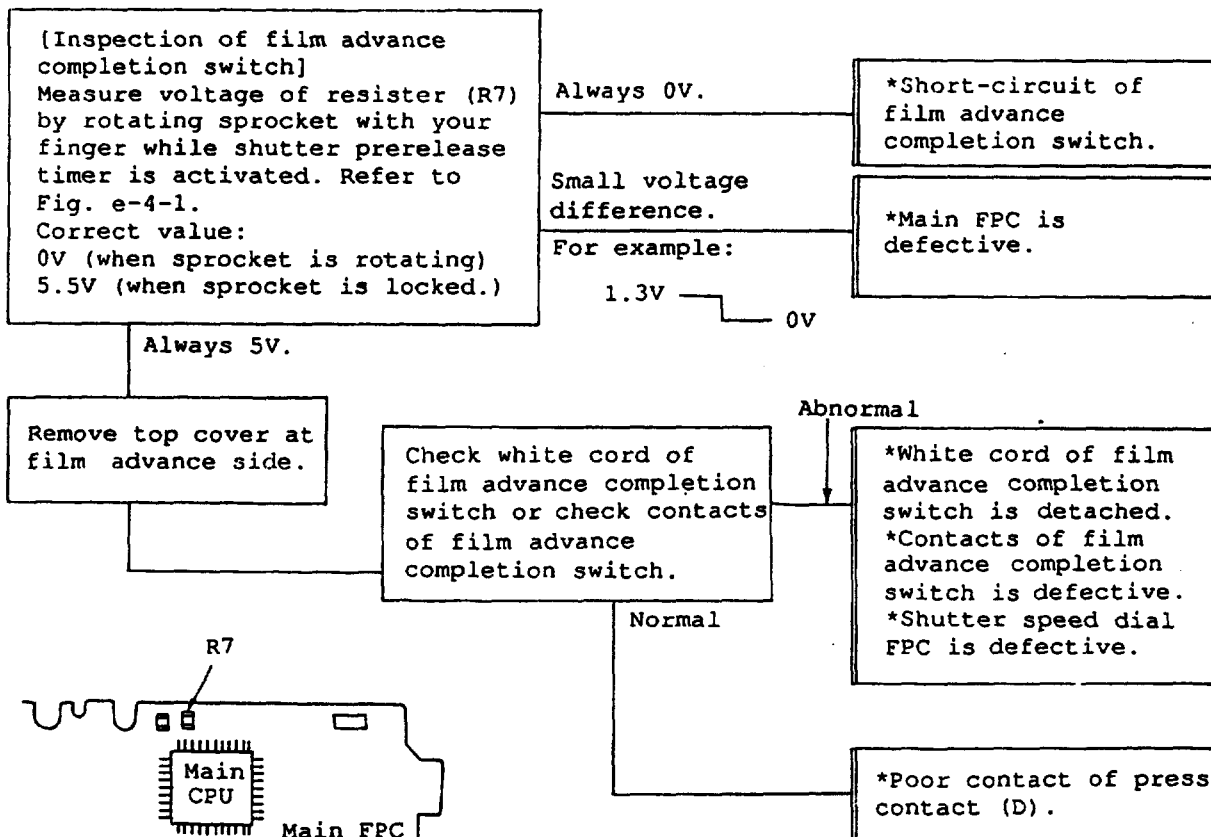 [Inspection of film advance
completion switch]
Measure voltage of resister (R7)
by rotating sprocket with your
finger while shutter prerelease
timer is activated. Refer to
Fig. e-4-1.
Correct value:
0V (when sprocket is rotating)
5.5V (when sprocket is locked.)
Always 0V.
*Short-circuit of
film advance
completion switch.
Small voltage
difference.
For example:
1.3V
0V
*Main FPC is
defective.
Always 5V.
Remove top cover at
film advance side.
Check white cord of
film advance completion
switch or check contacts
of film advance
completion switch.
Abnormal
*White cord of film
advance completion
switch is detached.
*Contacts of film
advance completion
switch is defective.
*Shutter speed dial
FPC is defective.
Normal
*Poor contact of press
contact (D).
R7
Main
CPU
Main FPC